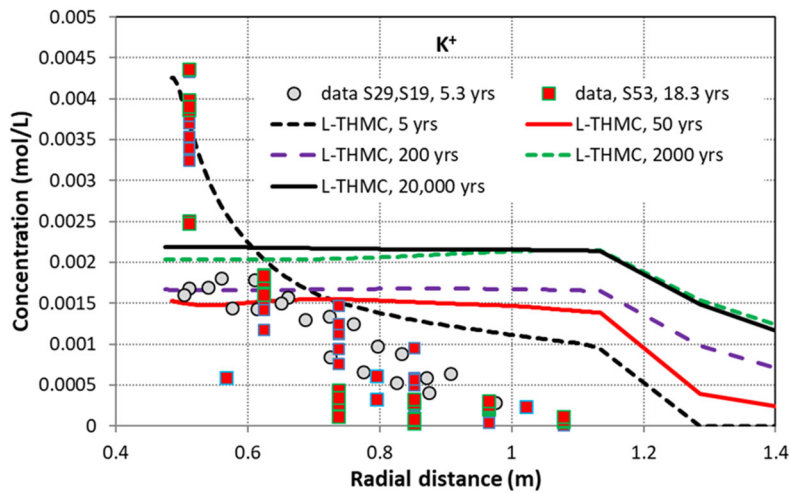 K⁺
data S29,S19, 5.3 yrs
data, S53, 18.3 yrs
L-THMC, 5 yrs
L-THMC, 50 yrs
L-THMC, 200 yrs
L-THMC, 2000 yrs
L-THMC, 20,000 yrs
Concentration (mol/L)
0.005
0.0045
0.004
0.0035
0.003
0.0025
0.002
0.0015
0.001
0.0005
0
0.4
0.6
0.8
1
1.2
1.4
Radial distance (m)